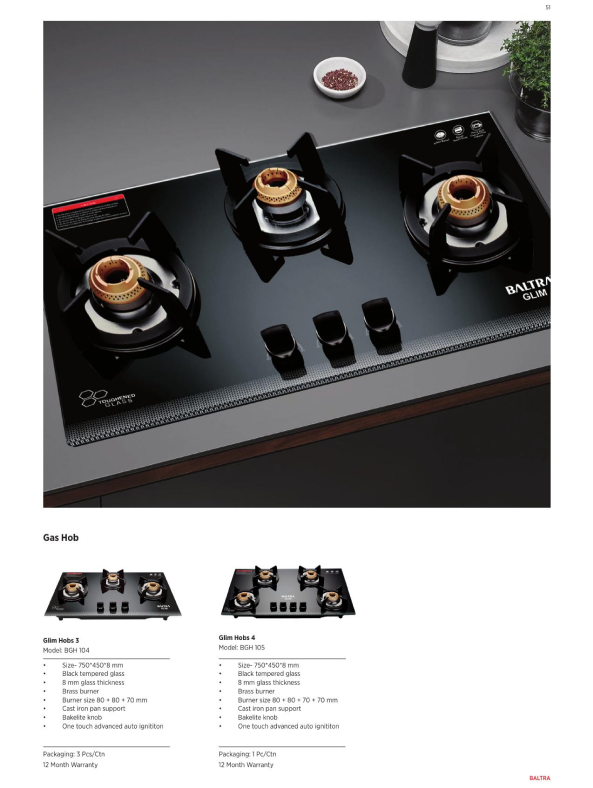 51
BALTRA
GLIM
TOUGHENED
GLASS
Gas Hob
Glim Hobs 3
Model: BGH 104
• Size- 750*450*8 mm
• Black tempered glass
• 8 mm glass thickness
• Brass burner
• Burner size 80 + 80 + 70 mm
• Cast iron pan support
• Bakelite knob
• One touch advanced auto ignititon
Packaging: 3 Pcs/Ctn
12 Month Warranty
Glim Hobs 4
Model: BGH 105
• Size- 750*450*8 mm
• Black tempered glass
• 8 mm glass thickness
• Brass burner
• Burner size 80 + 80 + 70 + 70 mm
• Cast iron pan support
• Bakelite knob
• One touch advanced auto ignititon
Packaging: 1 Pc/Ctn
12 Month Warranty
BALTRA